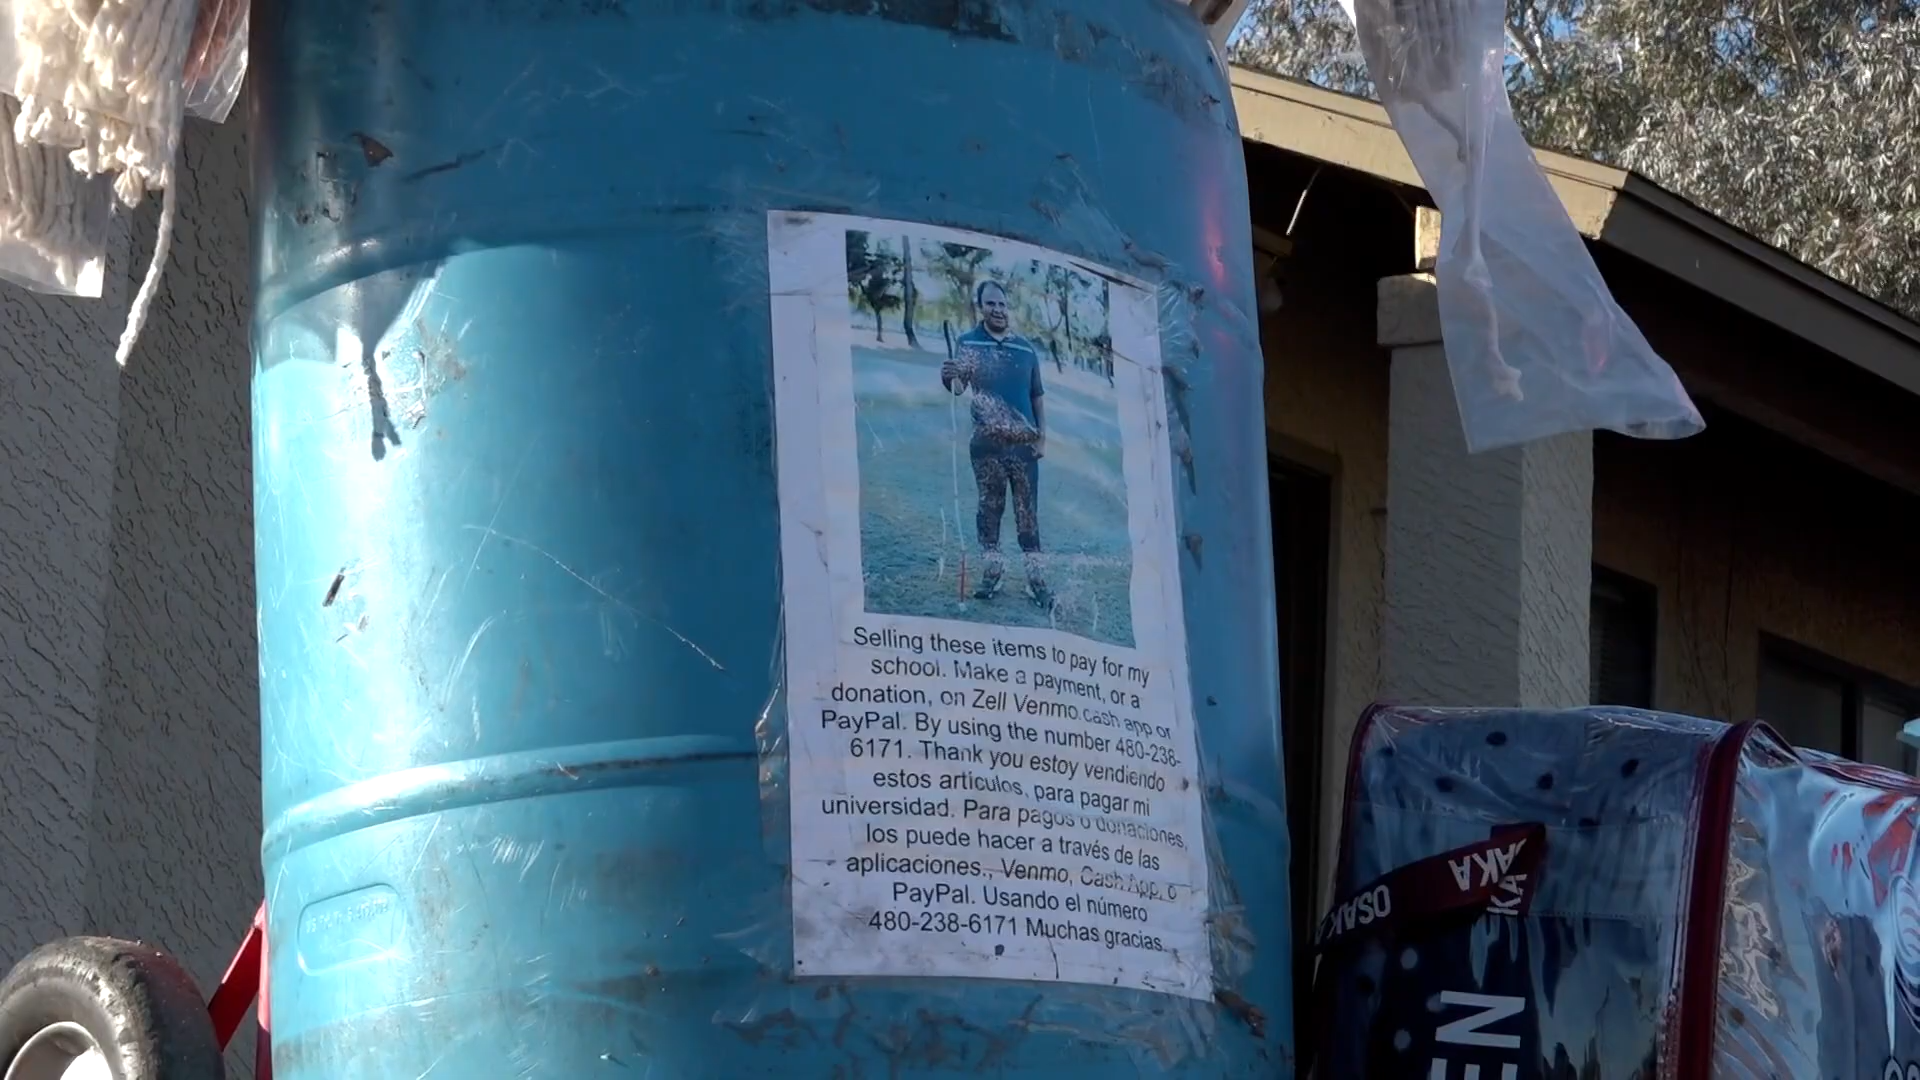 Selling these items to pay for my
school. Make a payment, or a
donation, on Zell Venmo.cash app or
PayPal. By using the number 480-238-
6171. Thank you estoy vendiendo
estos artículos, para pagar mi
universidad. Para pagos o donaciones,
los puede hacer a través de las
aplicaciones., Venmo, Cash App, o
PayPal. Usando el número
480-238-6171 Muchas gracias.
OSAKA
AKA
EN